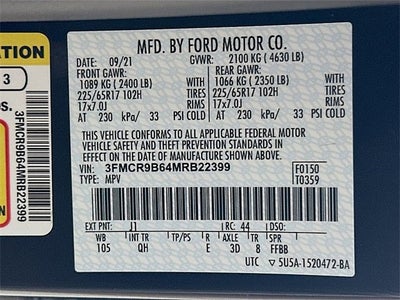 ATION
3
OS.
3FMCR9B64MRB22399
MFD. BY FORD MOTOR CO.
DATE: 09/21 GVWR: 2100 KG ( 4630 LB)
FRONT GAWR: REAR GAWR:
1089 KG ( 2400 LB) WITH 1066 KG ( 2350 LB)
225/65R17 102H TIRES 225/65R17 102H
17x7.0J RIMS 17x7.0J
AT 230 kPa/ 33 PSI COLD AT 230 kPa/ 33 PSI COLD
THIS VEHICLE CONFORMS TO ALL APPLICABLE FEDERAL MOTOR
VEHICLE SAFETY AND THEFT PREVENTION STANDARDS IN
EFFECT ON THE DATE OF MANUFACTURE SHOWN ABOVE.
VIN: 3FMCR9B64MRB22399 F0150
TYPE: MPV T0359
EXT PNT: J1 RC: 44 DSO:
WB INT TR TP/PS R AXLE TR SPR
105 QH E 3D 8 FFBB
UTC ▽ 5U5A-1520472-BA